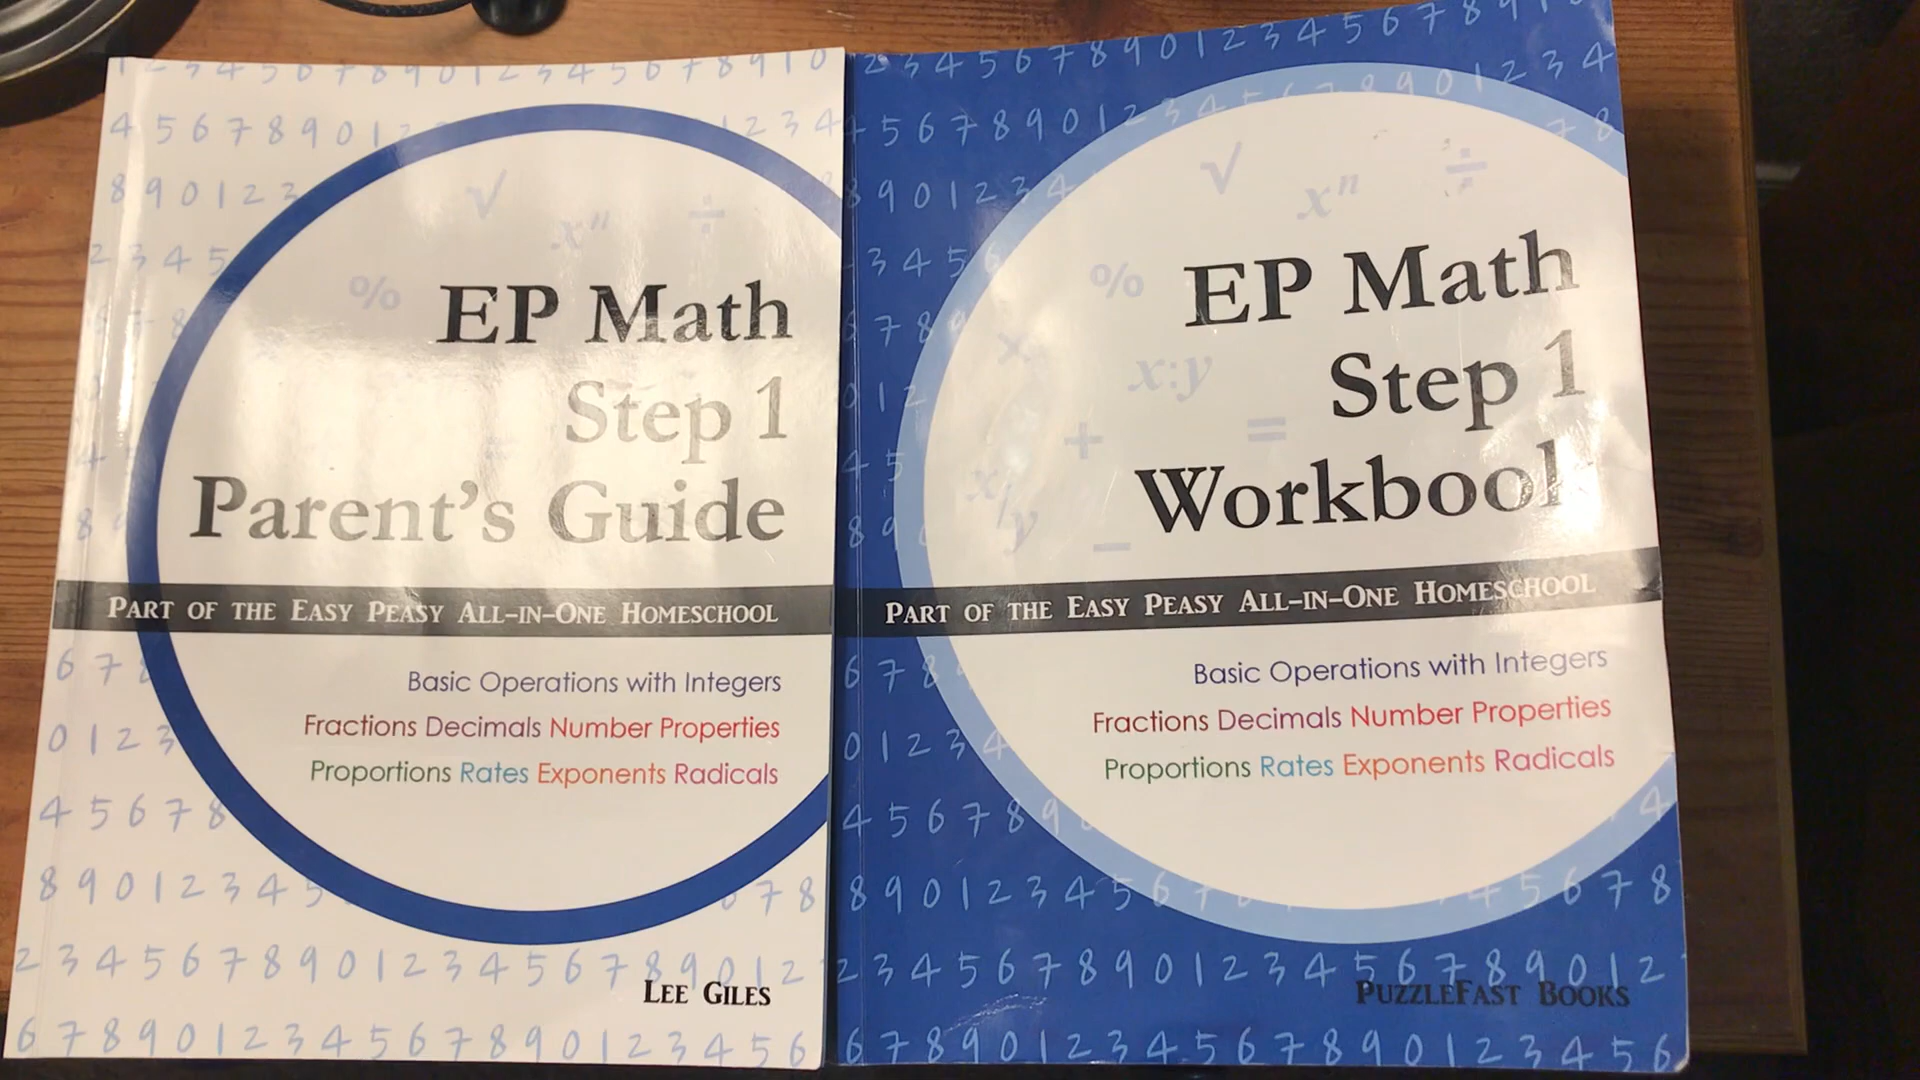 EP Math
Step 1
Parent's Guide
PART OF THE EASY PEASY ALL-IN-ONE HOMESCHOOL
Basic Operations with Integers
Fractions Decimals Number Properties
Proportions Rates Exponents Radicals
LEE GILES
√ xⁿ ÷
%
EP Math
Step 1
Workbook
PART OF THE EASY PEASY ALL-IN-ONE HOMESCHOOL
Basic Operations with Integers
Fractions Decimals Number Properties
Proportions Rates Exponents Radicals
PUZZLEFAST BOOKS
√ xⁿ ÷
%
x:y
+ =
x/y −